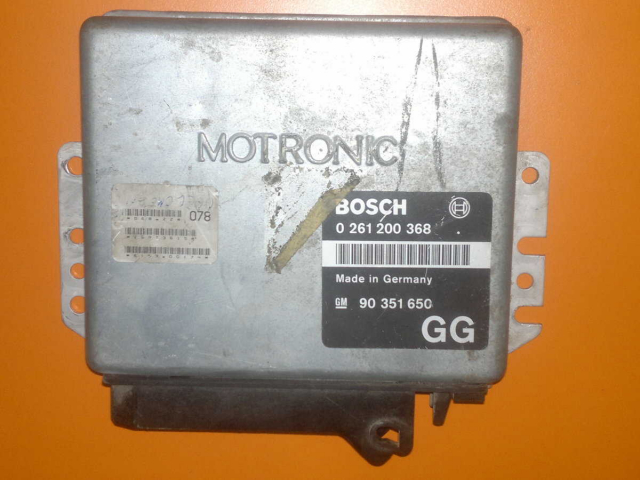 MOTRONIC
078
BOSCH
0 261 200 368
Made in Germany
GM 90 351 650
GG